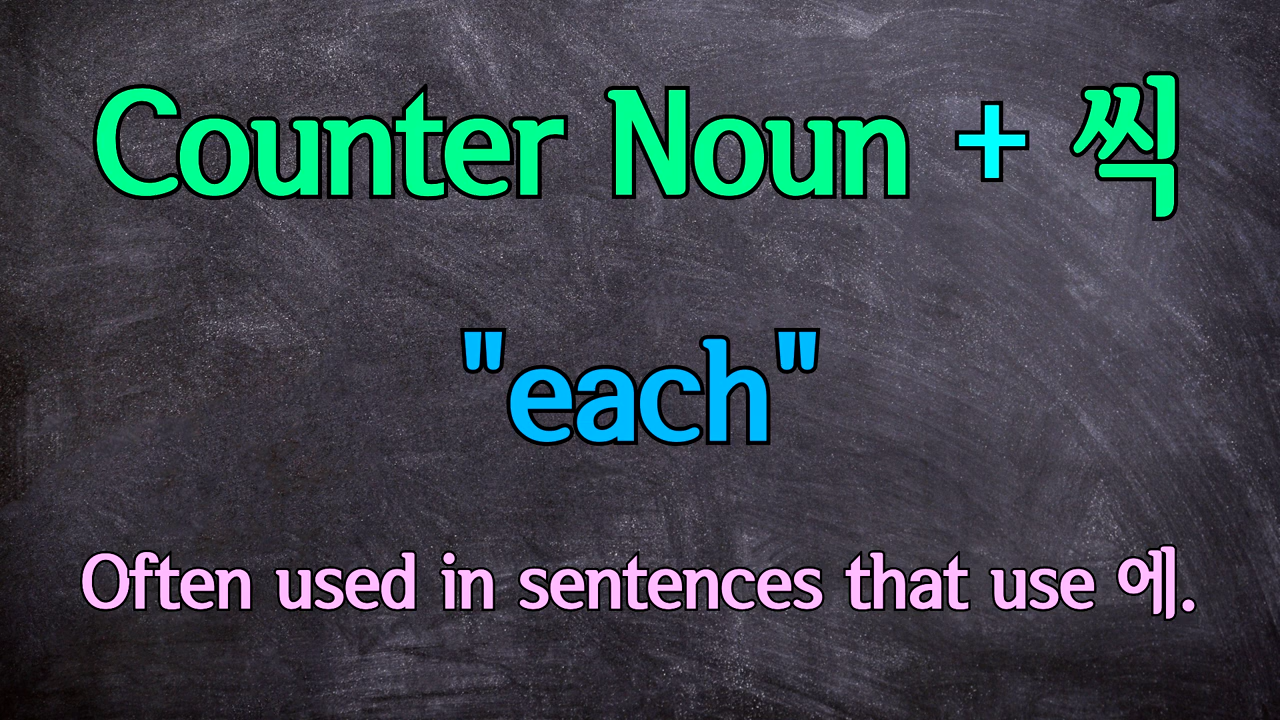 Counter Noun + 씩
"each"
Often used in sentences that use 에.